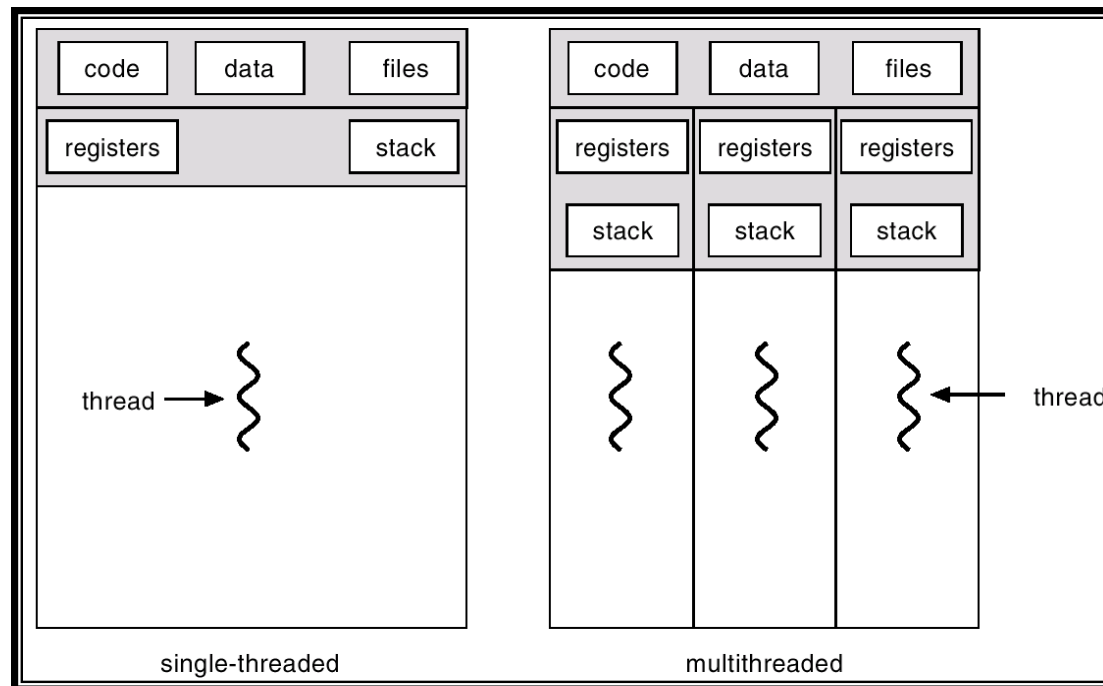 code data files
registers stack
thread
single-threaded
code data files
registers registers registers
stack stack stack
thread
multithreaded